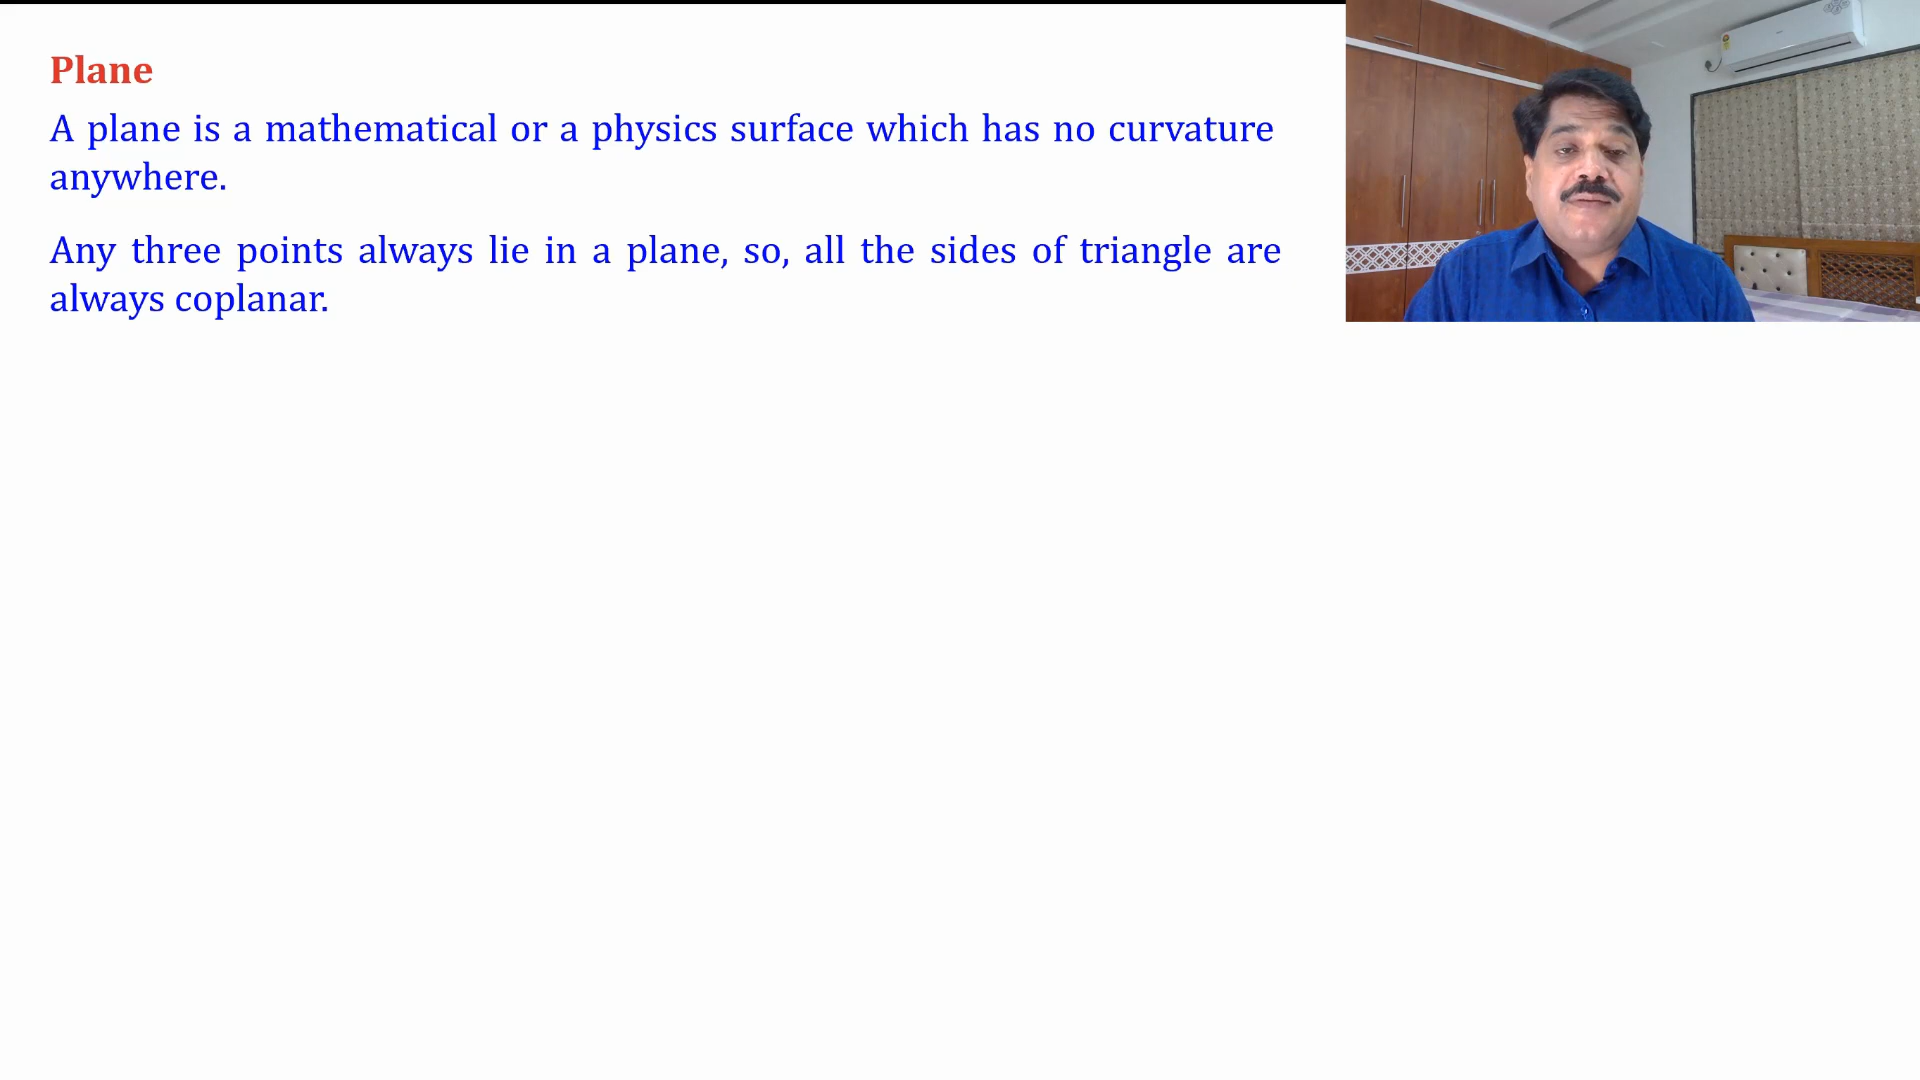 Plane
A plane is a mathematical or a physics surface which has no curvature
anywhere.
Any three points always lie in a plane, so, all the sides of triangle are
always coplanar.